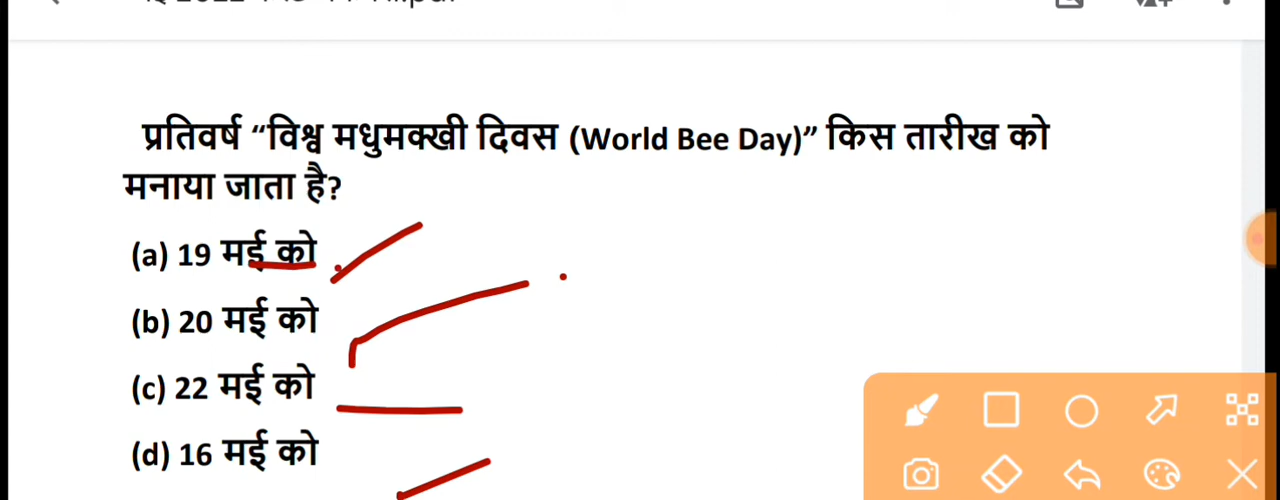 प्रतिवर्ष “विश्व मधुमक्खी दिवस (World Bee Day)” किस तारीख को
मनाया जाता है?
(a) 19 मई को
(b) 20 मई को
(c) 22 मई को
(d) 16 मई को